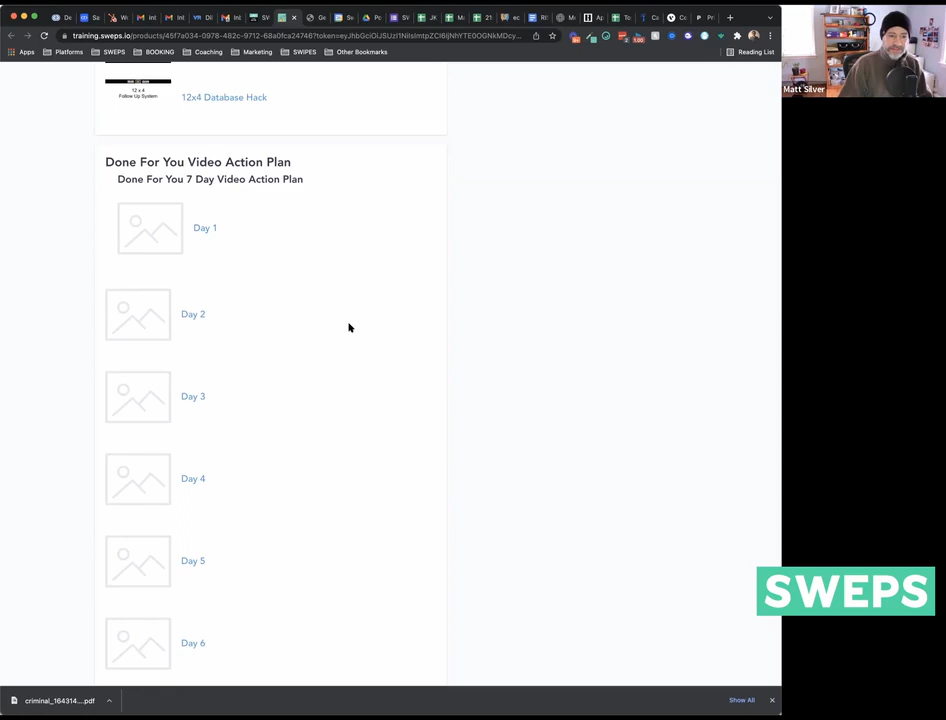 training.sweps.io/products/45f7a034-0978-482c-9712-68a0fca24746?token=eyJhbGciOiJSUzI1NiIsImtpZCI6IjNhYTE0OGNkMDcy...
Apps Platforms SWEPS BOOKING Coaching Marketing SWIPES Other Bookmarks Reading List
Matt Silver
12 x 4
Follow Up System
12x4 Database Hack
Done For You Video Action Plan
Done For You 7 Day Video Action Plan
Day 1
Day 2
Day 3
Day 4
Day 5
Day 6
SWEPS
criminal_164314....pdf
Show All